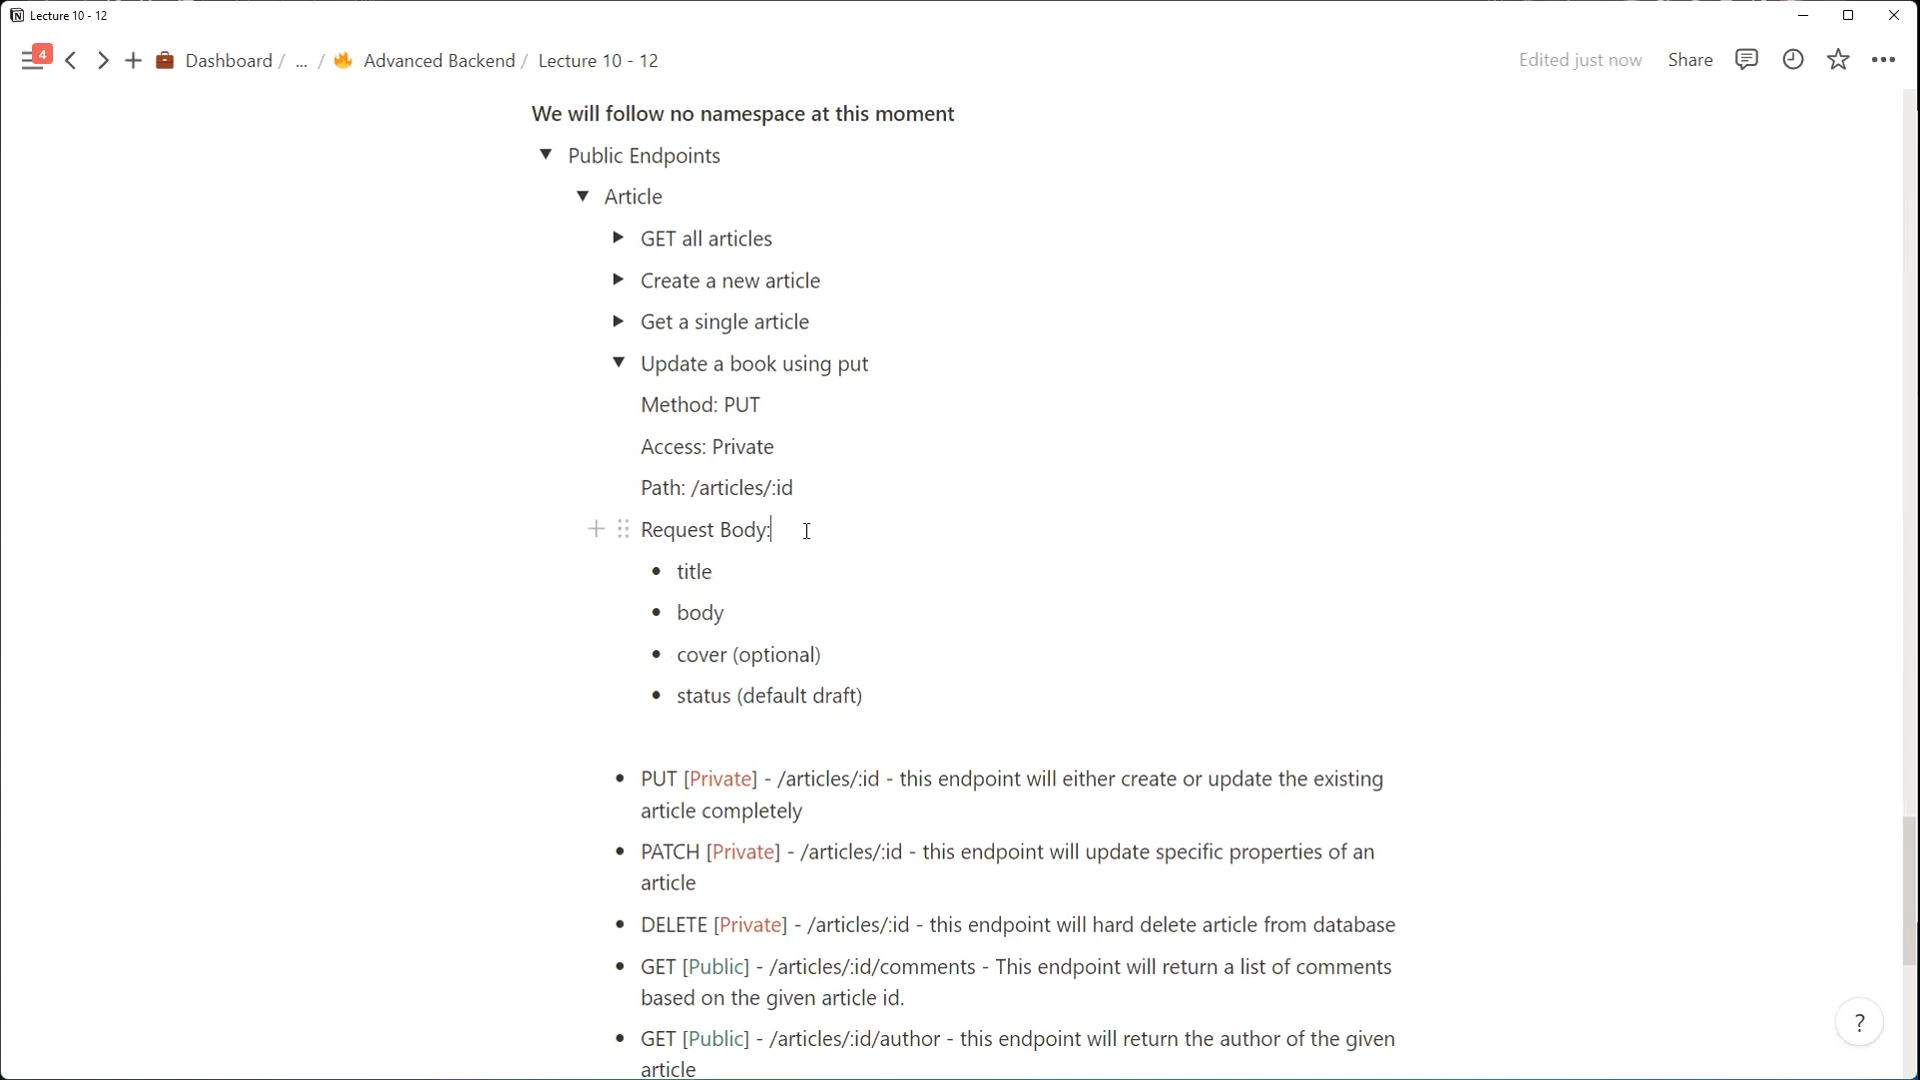 Lecture 10 - 12
4
Dashboard / ... / Advanced Backend / Lecture 10 - 12
Edited just now
Share
We will follow no namespace at this moment
Public Endpoints
Article
GET all articles
Create a new article
Get a single article
Update a book using put
Method: PUT
Access: Private
Path: /articles/:id
Request Body:
title
body
cover (optional)
status (default draft)
PUT [Private] - /articles/:id - this endpoint will either create or update the existing
article completely
PATCH [Private] - /articles/:id - this endpoint will update specific properties of an
article
DELETE [Private] - /articles/:id - this endpoint will hard delete article from database
GET [Public] - /articles/:id/comments - This endpoint will return a list of comments
based on the given article id.
GET [Public] - /articles/:id/author - this endpoint will return the author of the given
article
?